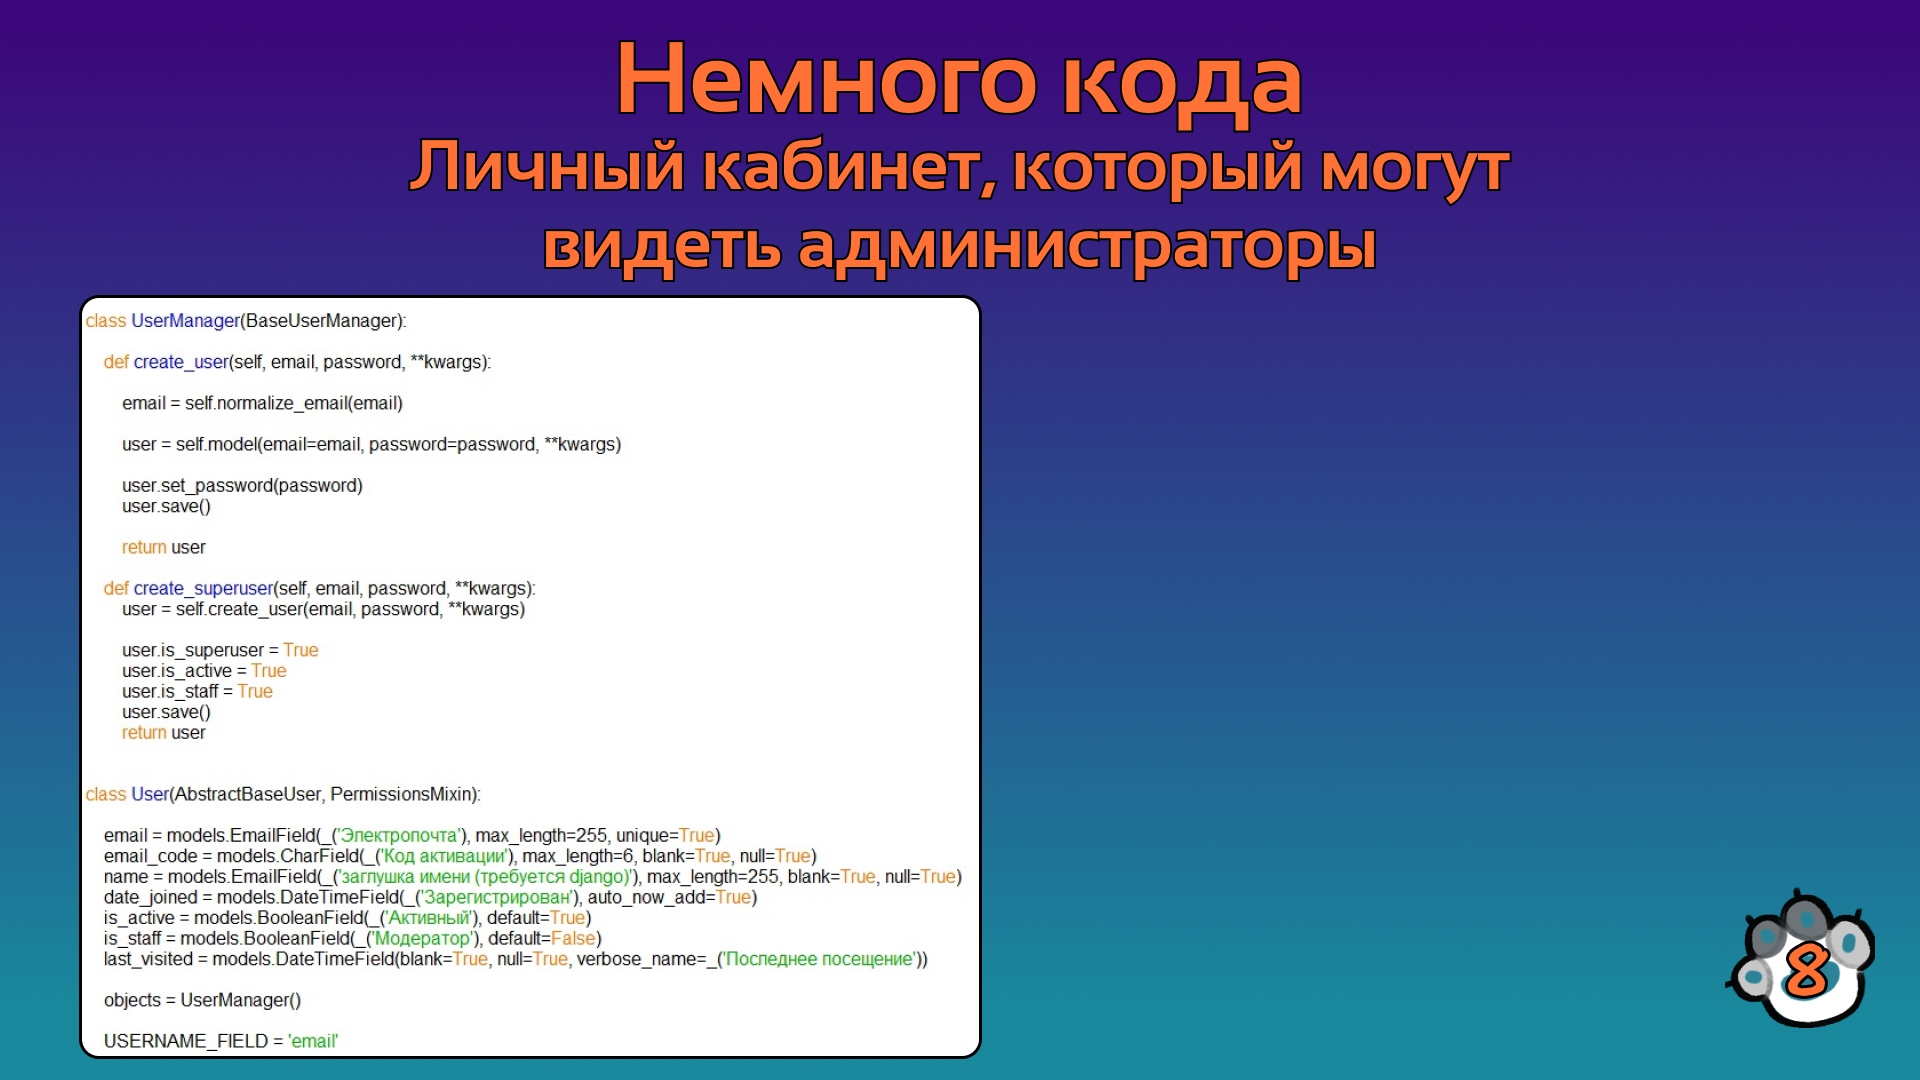 Немного кода
Личный кабинет, который могут
видеть администраторы
class UserManager(BaseUserManager):
def create_user(self, email, password, **kwargs):
email = self.normalize_email(email)
user = self.model(email=email, password=password, **kwargs)
user.set_password(password)
user.save()
return user
def create_superuser(self, email, password, **kwargs):
user = self.create_user(email, password, **kwargs)
user.is_superuser = True
user.is_active = True
user.is_staff = True
user.save()
return user
class User(AbstractBaseUser, PermissionsMixin):
email = models.EmailField(_('Электропочта'), max_length=255, unique=True)
email_code = models.CharField(_('Код активации'), max_length=6, blank=True, null=True)
name = models.EmailField(_('заглушка имени (требуется django)'), max_length=255, blank=True, null=True)
date_joined = models.DateTimeField(_('Зарегистрирован'), auto_now_add=True)
is_active = models.BooleanField(_('Активный'), default=True)
is_staff = models.BooleanField(_('Модератор'), default=False)
last_visited = models.DateTimeField(blank=True, null=True, verbose_name=_('Последнее посещение'))
objects = UserManager()
USERNAME_FIELD = 'email'
8